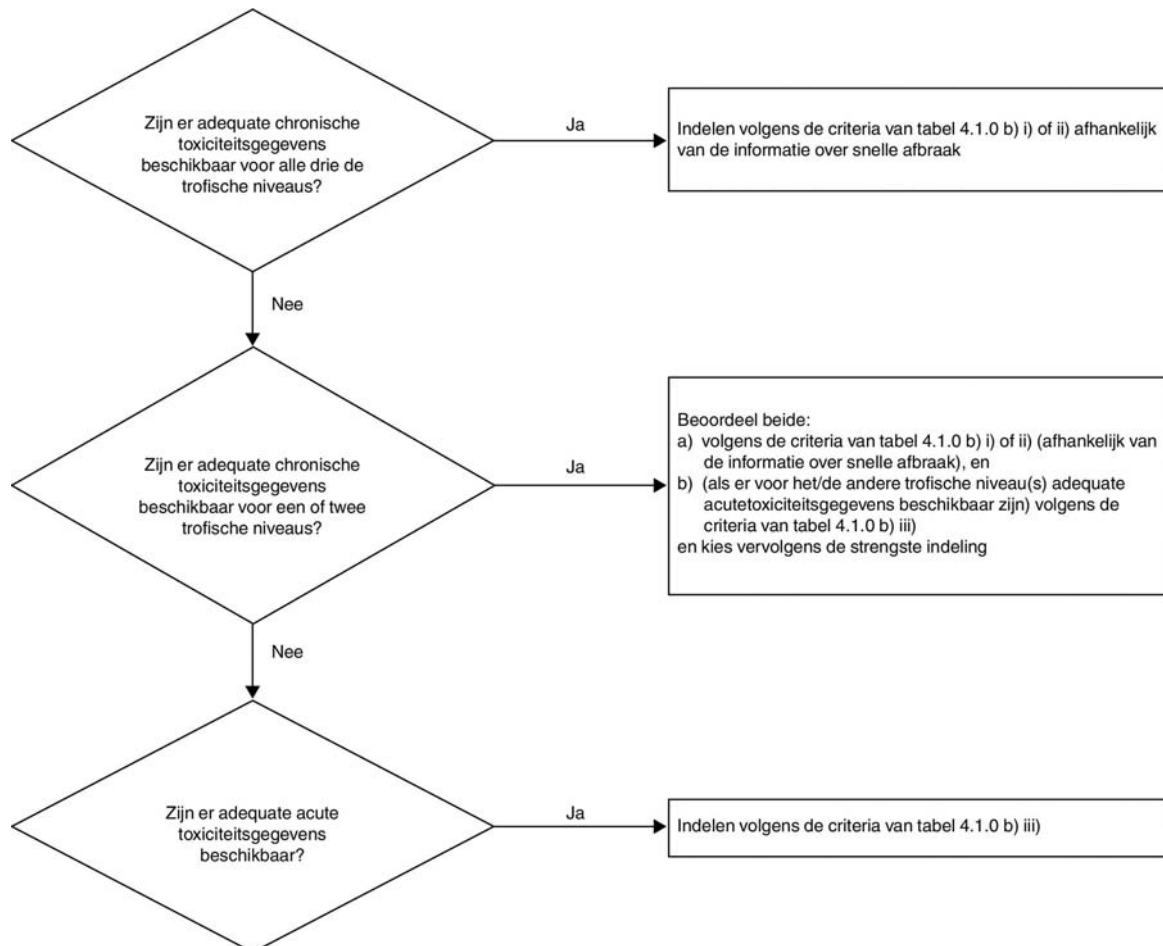 Zijn er adequate chronische
toxiciteitsgegevens
beschikbaar voor alle drie de
trofische niveaus?
Ja
Indelen volgens de criteria van tabel 4.1.0 b) i) of ii) afhankelijk
van de informatie over snelle afbraak
Nee
Zijn er adequate chronische
toxiciteitsgegevens
beschikbaar voor een of twee
trofische niveaus?
Ja
Beoordeel beide:
a) volgens de criteria van tabel 4.1.0 b) i) of ii) (afhankelijk van
de informatie over snelle afbraak), en
b) (als er voor het/de andere trofische niveau(s) adequate
acutetoxiciteitsgegevens beschikbaar zijn) volgens de
criteria van tabel 4.1.0 b) iii)
en kies vervolgens de strengste indeling
Nee
Zijn er adequate acute
toxiciteitsgegevens
beschikbaar?
Ja
Indelen volgens de criteria van tabel 4.1.0 b) iii)